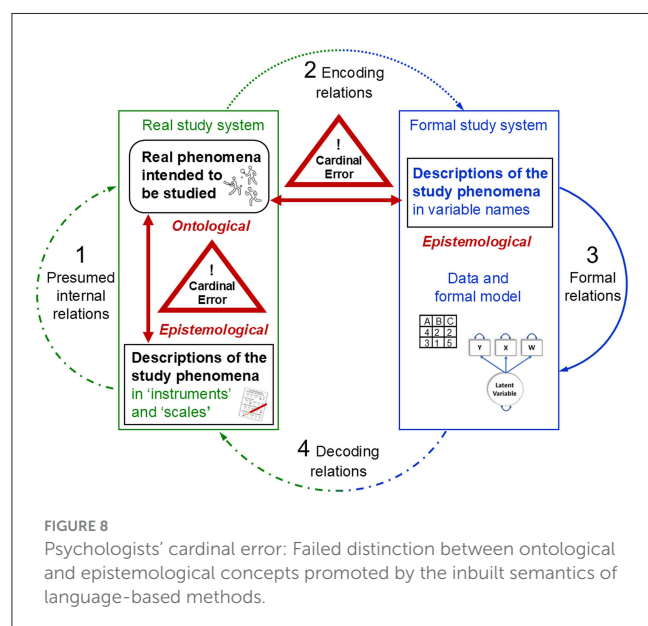 2 Encoding
relations
Real study system
Real phenomena
intended to
be studied
Ontological
!
Cardinal
Error
Formal study system
Descriptions of the
study phenomena
in variable names
Epistemological
1
Presumed
internal
relations
!
Cardinal
Error
Epistemological
Descriptions of the
study phenomena
in ‘instruments’
and ‘scales’
Data and
formal model
A B C
4 2 2
3 1 5
Y X W
Latent
Variable
3
Formal
relations
4 Decoding
relations
FIGURE 8
Psychologists’ cardinal error: Failed distinction between ontological
and epistemological concepts promoted by the inbuilt semantics of
language-based methods.